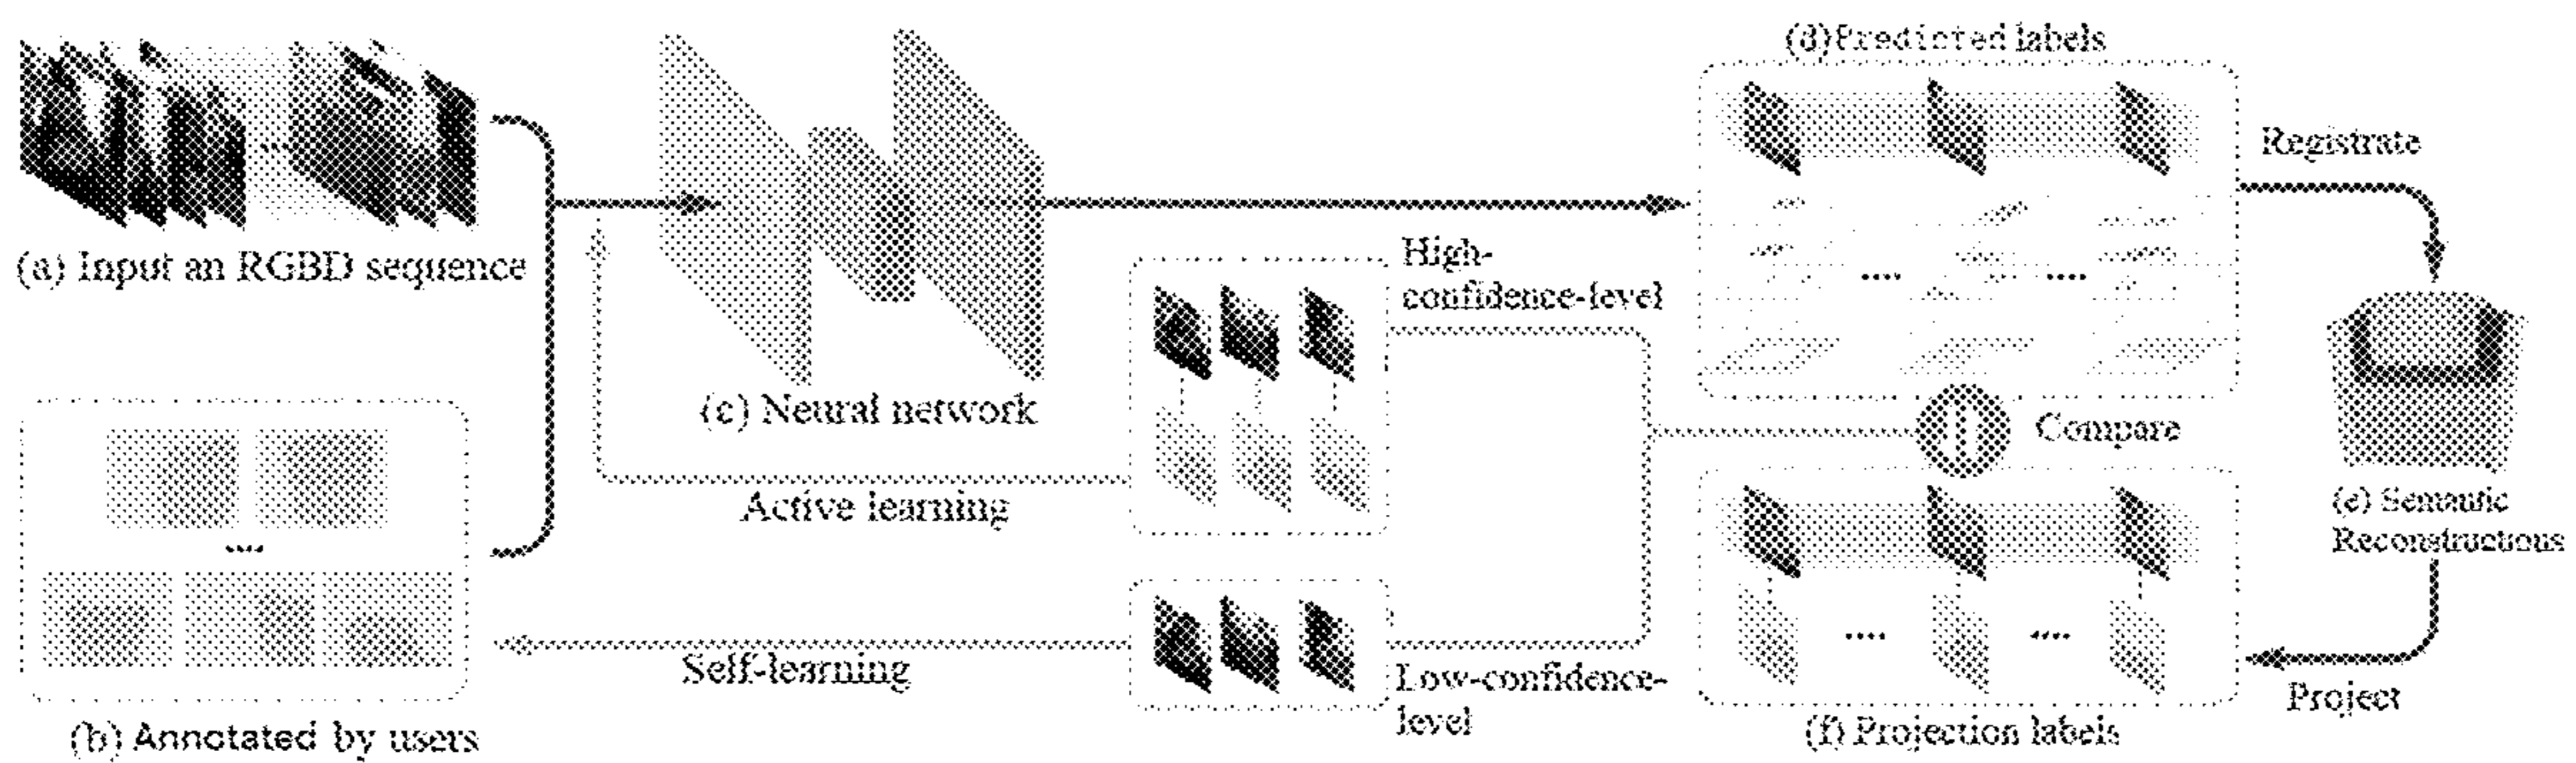 (d)Predicted labels
Registrate
(a) Input an RGBD sequence
High-
confidence-level
(c) Neural network
Compare
Active learning
(e) Semantic
Reconstructions
Self-learning
Low-confidence-
level
Project
(b) Annotated by users
(f) Projection labels